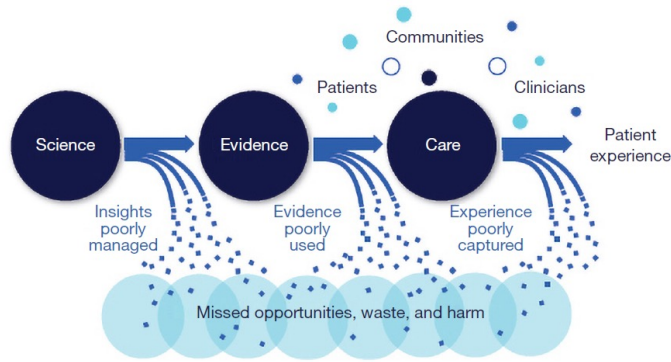 Communities
Patients
Clinicians
Science
Evidence
Care
Patient
experience
Insights
poorly
managed
Evidence
poorly
used
Experience
poorly
captured
Missed opportunities, waste, and harm